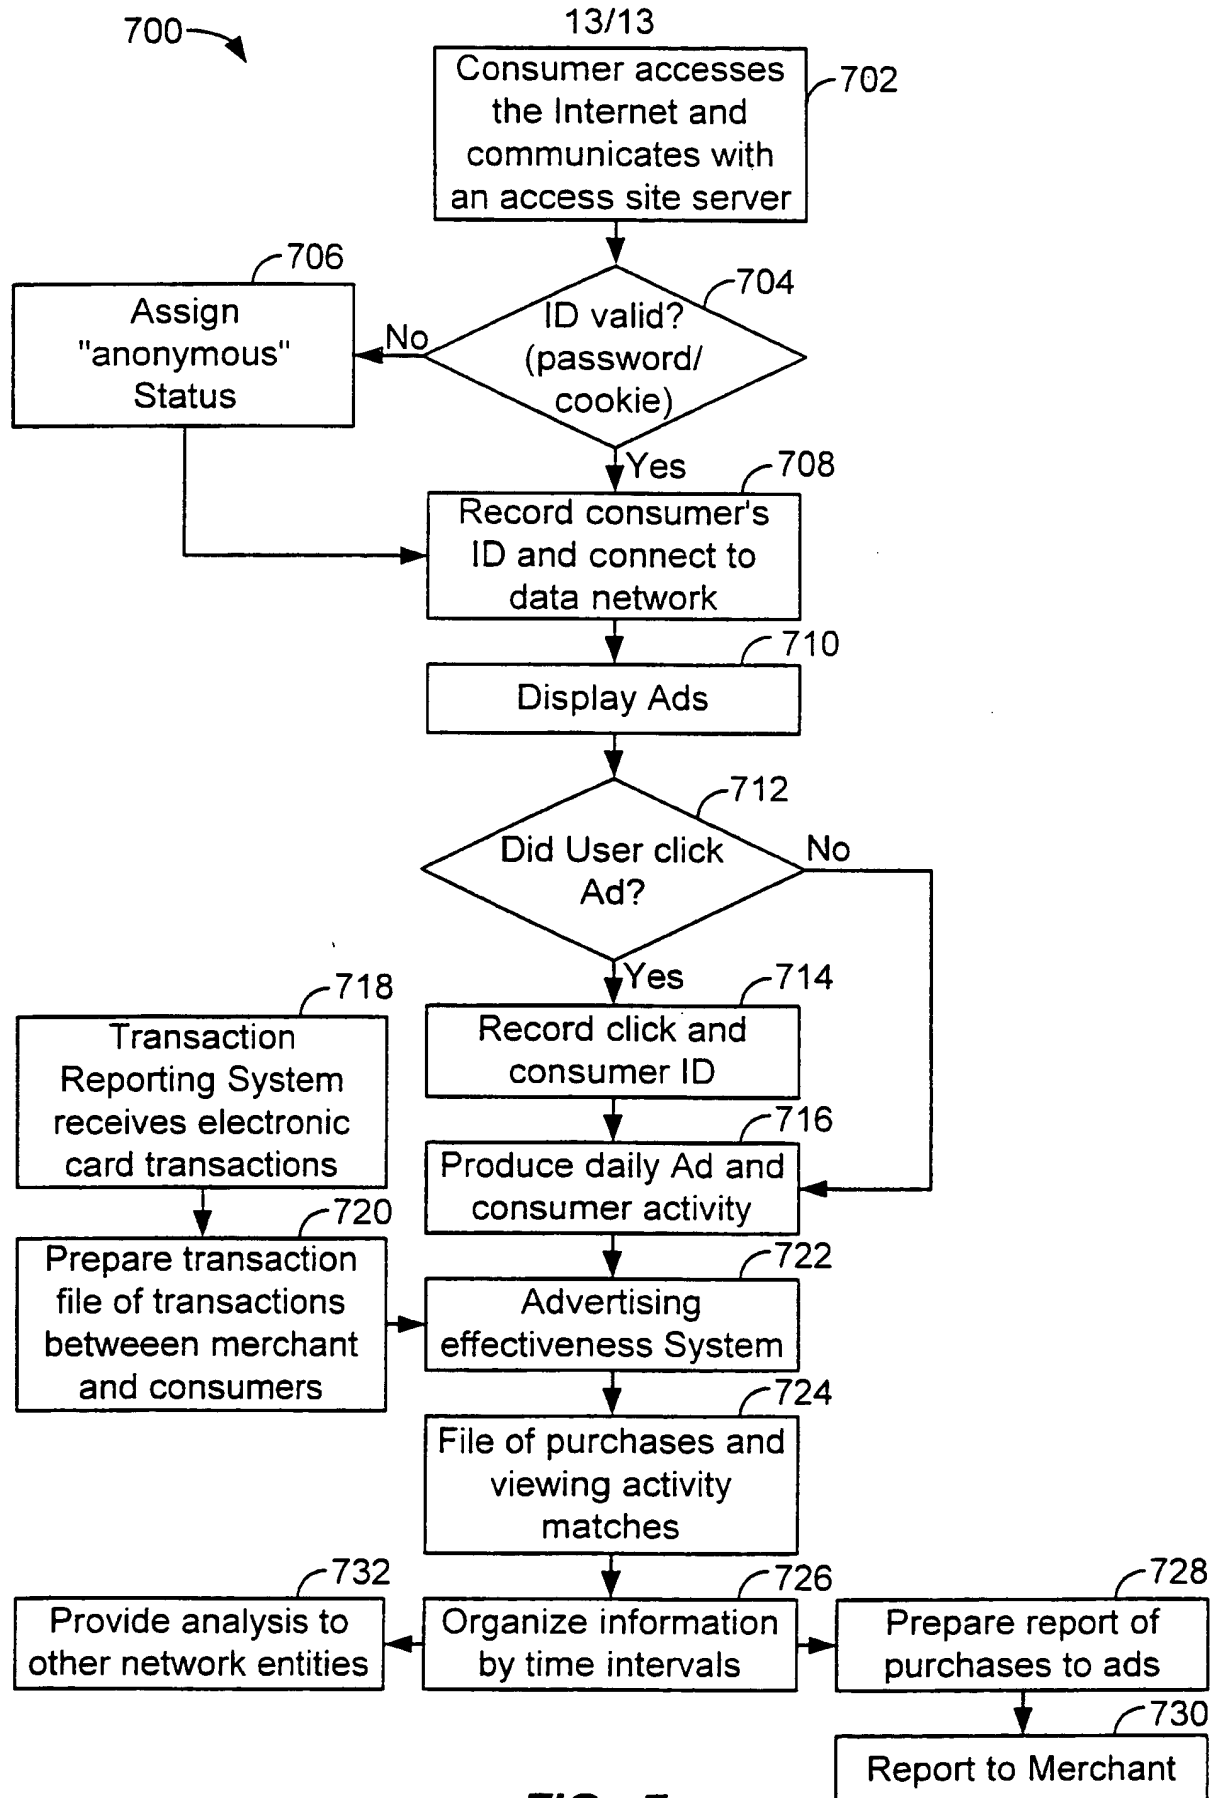 13/13
700
Consumer accesses
the Internet and
communicates with
an access site server
702
706
Assign
"anonymous"
Status
No
704
ID valid?
(password/
cookie)
Yes
708
Record consumer's
ID and connect to
data network
710
Display Ads
712
Did User click
Ad?
No
Yes
714
Record click and
consumer ID
718
Transaction
Reporting System
receives electronic
card transactions
716
Produce daily Ad and
consumer activity
720
Prepare transaction
file of transactions
betweeen merchant
and consumers
722
Advertising
effectiveness System
724
File of purchases and
viewing activity
matches
732
Provide analysis to
other network entities
726
Organize information
by time intervals
728
Prepare report of
purchases to ads
730
Report to Merchant